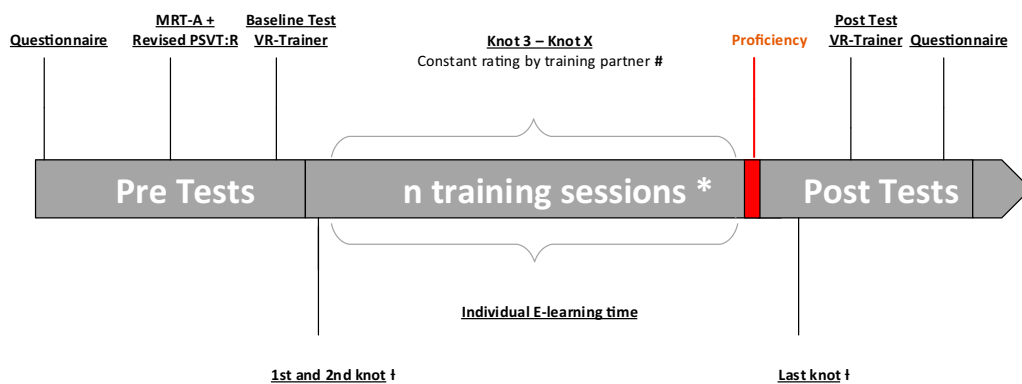 Questionnaire
MRT-A +
Revised PSVT:R
Baseline Test
VR-Trainer
Knot 3 – Knot X
Constant rating by training partner #
Proficiency
Post Test
VR-Trainer
Questionnaire
Pre Tests
n training sessions *
Post Tests
Individual E-learning time
1st and 2nd knot ƚ
Last knot ƚ